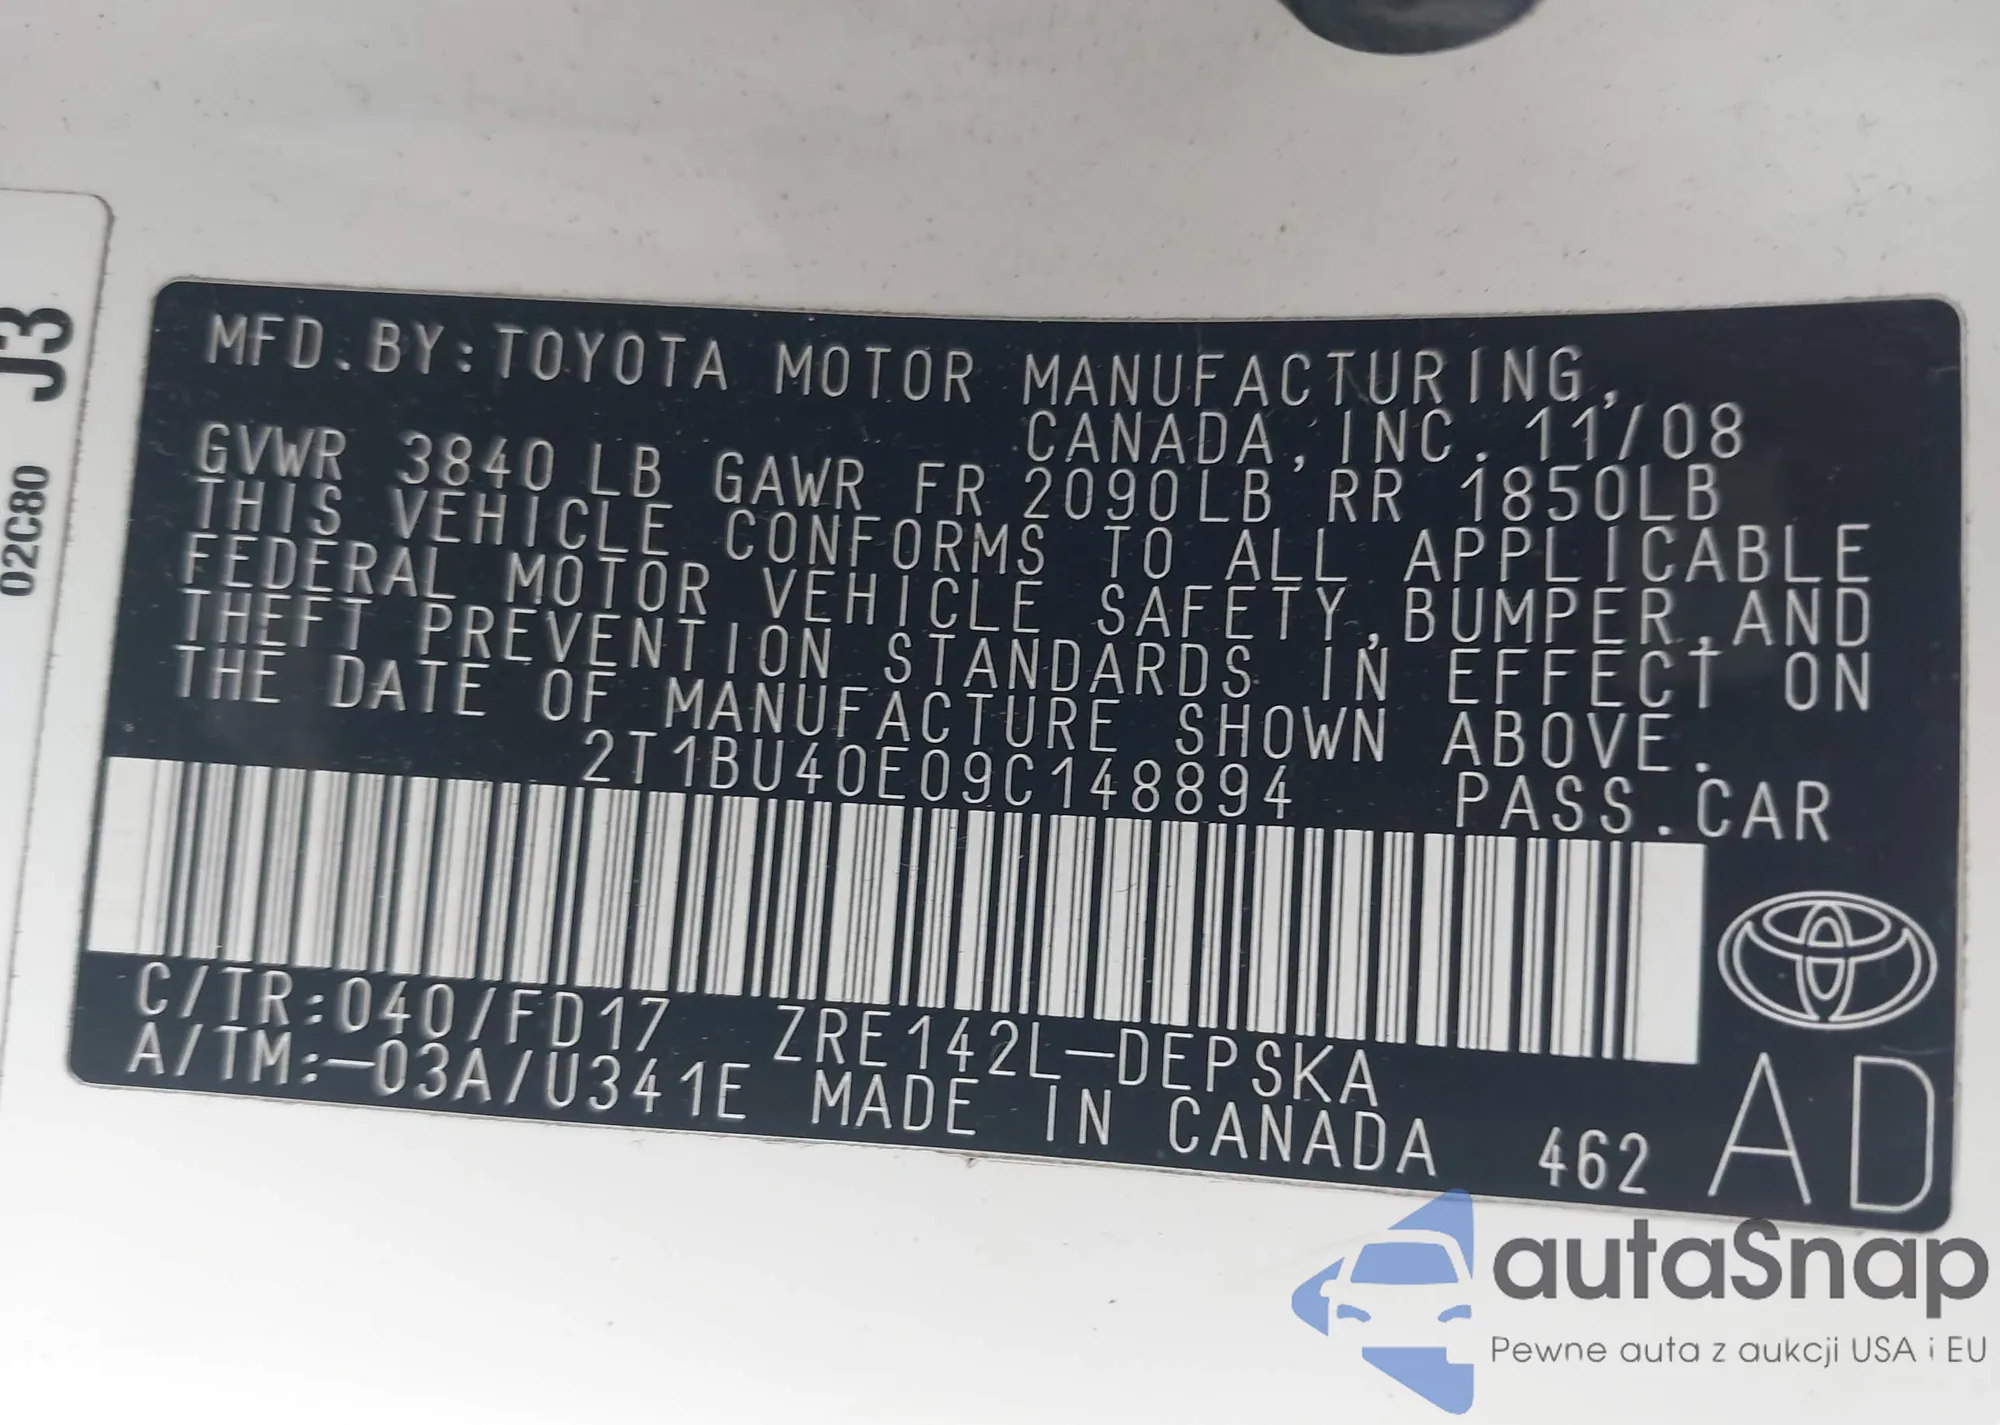 J3
02C80
MFD.BY:TOYOTA MOTOR MANUFACTURING,
CANADA,INC. 11/08
GVWR 3840 LB GAWR FR 2090LB RR 1850LB
THIS VEHICLE CONFORMS TO ALL APPLICABLE
FEDERAL MOTOR VEHICLE SAFETY,BUMPER,AND
THEFT PREVENTION STANDARDS IN EFFECT ON
THE DATE OF MANUFACTURE SHOWN ABOVE.
2T1BU40E09C148894 PASS.CAR
C/TR:040/FD17 ZRE142L-DEPSKA
A/TM:-03A/U341E MADE IN CANADA 462
AD
autaSnap
Pewne auta z aukcji USA i EU